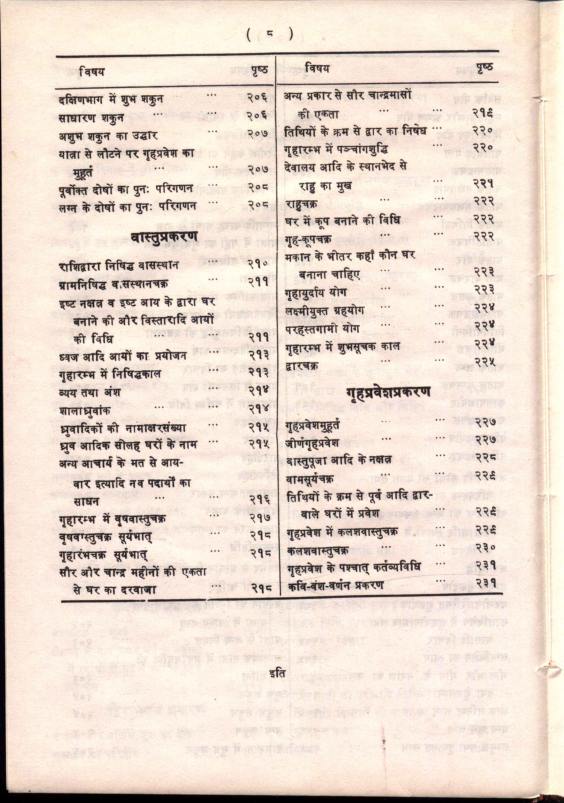 ( ८ )
विषय पृष्ठ
दक्षिणभाग में शुभ शकुन ... २०६
साधारण शकुन ... ... २०६
अशुभ शकुन का उद्धार ... २०७
यात्रा से लौटने पर गृहप्रवेश का
मुहूर्त ... ... २०७
पूर्वोक्त दोषों का पुनः परिगणन ... २०८
लग्न के दोषों का पुनः परिगणन ... २०८
वास्तुप्रकरण
राशिद्वारा निषिद्ध वासस्थान ... २१०
ग्रामनिषिद्ध व.संस्थानचक्र ... २११
इष्ट नक्षत्र व इष्ट आय के द्वारा घर
बनाने की और विस्तारादि आयों
की विधि ... ... २११
ध्वज आदि आयों का प्रयोजन ... २१३
गृहारम्भ में निषिद्धकाल ... २१३
व्यय तथा अंश ... ... २१४
शालाध्रुवांक ... ... २१४
ध्रुवादिकों की नामाक्षरसंख्या ... २१५
ध्रुव आदिक सोलह घरों के नाम ... २१५
अन्य आचार्य के मत से आय-
वार इत्यादि नव पदार्थों का
साधन ... ... २१६
गृहारम्भ में वृषवास्तुचक्र ... २१७
वृषवास्तुचक्र सूर्यभात् ... २१८
गृहारंभचक्र सूर्यभात् ... २१८
सौर और चान्द्र महीनों की एकता
से घर का दरवाजा ... २१८
विषय पृष्ठ
अन्य प्रकार से सौर चान्द्रमासों
की एकता ... ... २१९
तिथियों के क्रम से द्वार का निषेध ... २२०
गृहारम्भ में पञ्चांगशुद्धि ... २२०
देवालय आदि के स्थानभेद से
राहु का मुख ... ... २२१
राहुचक्र ... ... २२२
घर में कूप बनाने की विधि ... २२२
गृह-कूपचक्र ... ... २२२
मकान के भीतर कहाँ कौन घर
बनाना चाहिए ... २२३
गृहायुर्दाय योग ... ... २२३
लक्ष्मीयुक्त ग्रहयोग ... ... २२४
परहस्तगामी योग ... ... २२४
गृहारम्भ में शुभसूचक काल ... २२४
द्वारचक्र ... ... २२५
गृहप्रवेशप्रकरण
गृहप्रवेशमुहूर्त ... ... २२७
जीर्णगृहप्रवेश ... ... २२७
वास्तुपूजा आदि के नक्षत्र ... २२८
वामसूर्यचक्र ... ... २२९
तिथियों के क्रम से पूर्व आदि द्वार-
वाले घरों में प्रवेश ... २२९
गृहप्रवेश में कलशवास्तुचक्र ... २२९
कलशवास्तुचक्र ... ... २३०
गृहप्रवेश के पश्चात् कर्तव्यविधि ... २३१
कवि-वंश-वर्णन प्रकरण ... २३१
इति